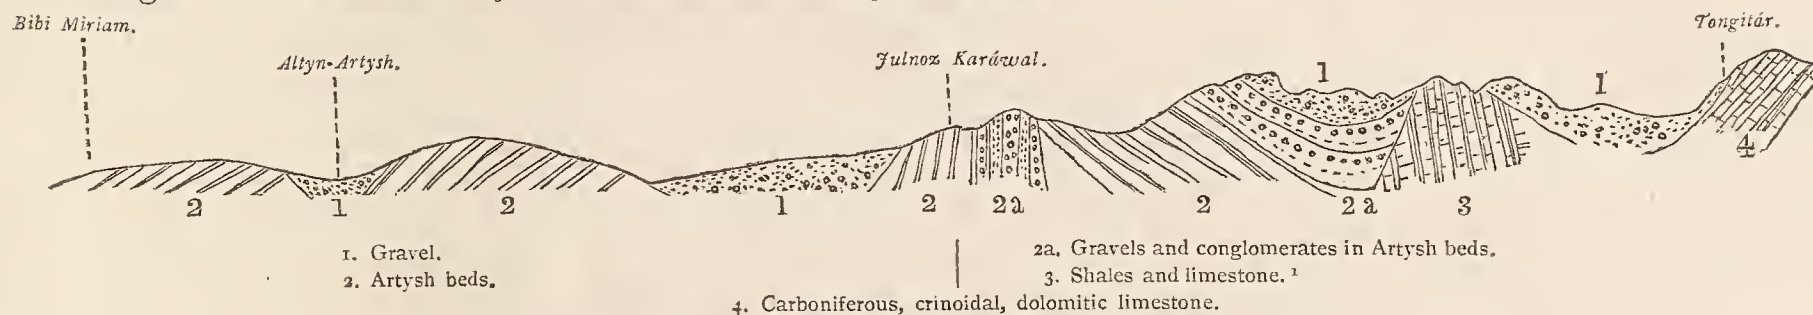 Bibi Miriam.
Altyn-Artysh.
Julnoz Karáwal.
Tongitár.
1
1
2
1
2
1
2
2a
2
2a
3
4
1. Gravel.
2. Artysh beds.
2a. Gravels and conglomerates in Artysh beds.
3. Shales and limestone. ¹
4. Carboniferous, crinoidal, dolomitic limestone.